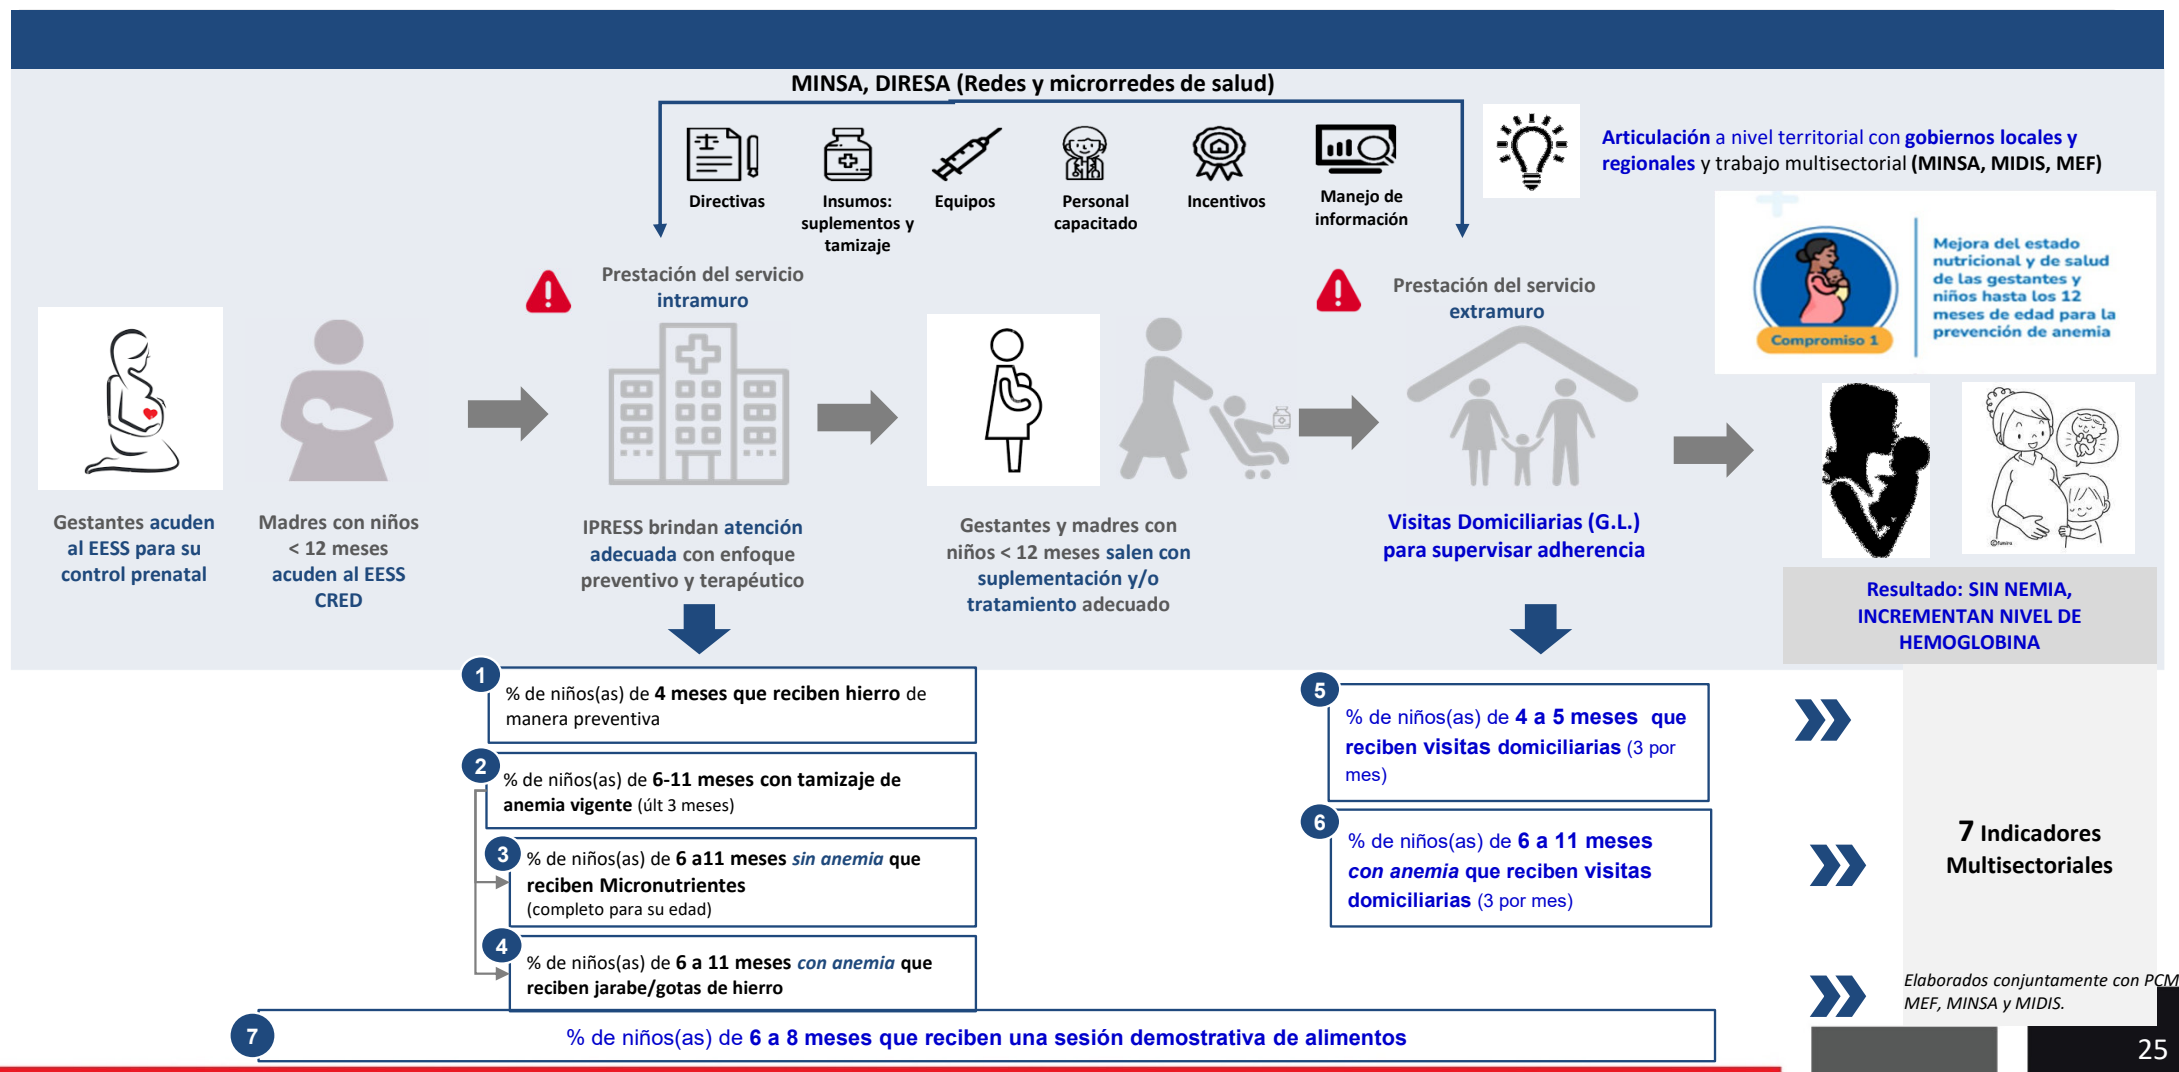 MINSA, DIRESA (Redes y microrredes de salud)
Directivas
Insumos:
suplementos y
tamizaje
Equipos
Personal
capacitado
Incentivos
Manejo de
información
Articulación a nivel territorial con gobiernos locales y
regionales y trabajo multisectorial (MINSA, MIDIS, MEF)
Compromiso 1
Mejora del estado
nutricional y de salud
de las gestantes y
niños hasta los 12
meses de edad para la
prevención de anemia
Prestación del servicio
intramuro
Prestación del servicio
extramuro
Gestantes acuden
al EESS para su
control prenatal
Madres con niños
< 12 meses
acuden al EESS
CRED
IPRESS brindan atención
adecuada con enfoque
preventivo y terapéutico
Gestantes y madres con
niños < 12 meses salen con
suplementación y/o
tratamiento adecuado
Visitas Domiciliarias (G.L.)
para supervisar adherencia
Resultado: SIN NEMIA,
INCREMENTAN NIVEL DE
HEMOGLOBINA
1
% de niños(as) de 4 meses que reciben hierro de
manera preventiva
2
% de niños(as) de 6-11 meses con tamizaje de
anemia vigente (últ 3 meses)
3
% de niños(as) de 6 a11 meses sin anemia que
reciben Micronutrientes
(completo para su edad)
4
% de niños(as) de 6 a 11 meses con anemia que
reciben jarabe/gotas de hierro
5
% de niños(as) de 4 a 5 meses que
reciben visitas domiciliarias (3 por
mes)
6
% de niños(as) de 6 a 11 meses
con anemia que reciben visitas
domiciliarias (3 por mes)
7
% de niños(as) de 6 a 8 meses que reciben una sesión demostrativa de alimentos
7 Indicadores
Multisectoriales
Elaborados conjuntamente con PCM
MEF, MINSA y MIDIS.
25